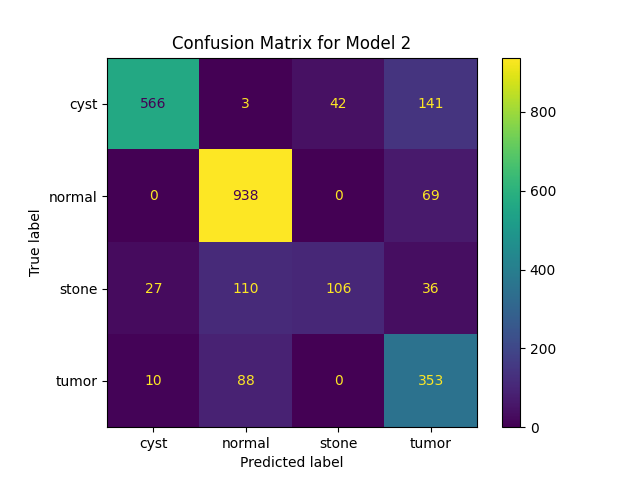 Confusion Matrix for Model 2
cyst 566 3 42 141
normal 0 938 0 69
stone 27 110 106 36
tumor 10 88 0 353
cyst normal stone tumor
Predicted label
True label
800
600
400
200
0